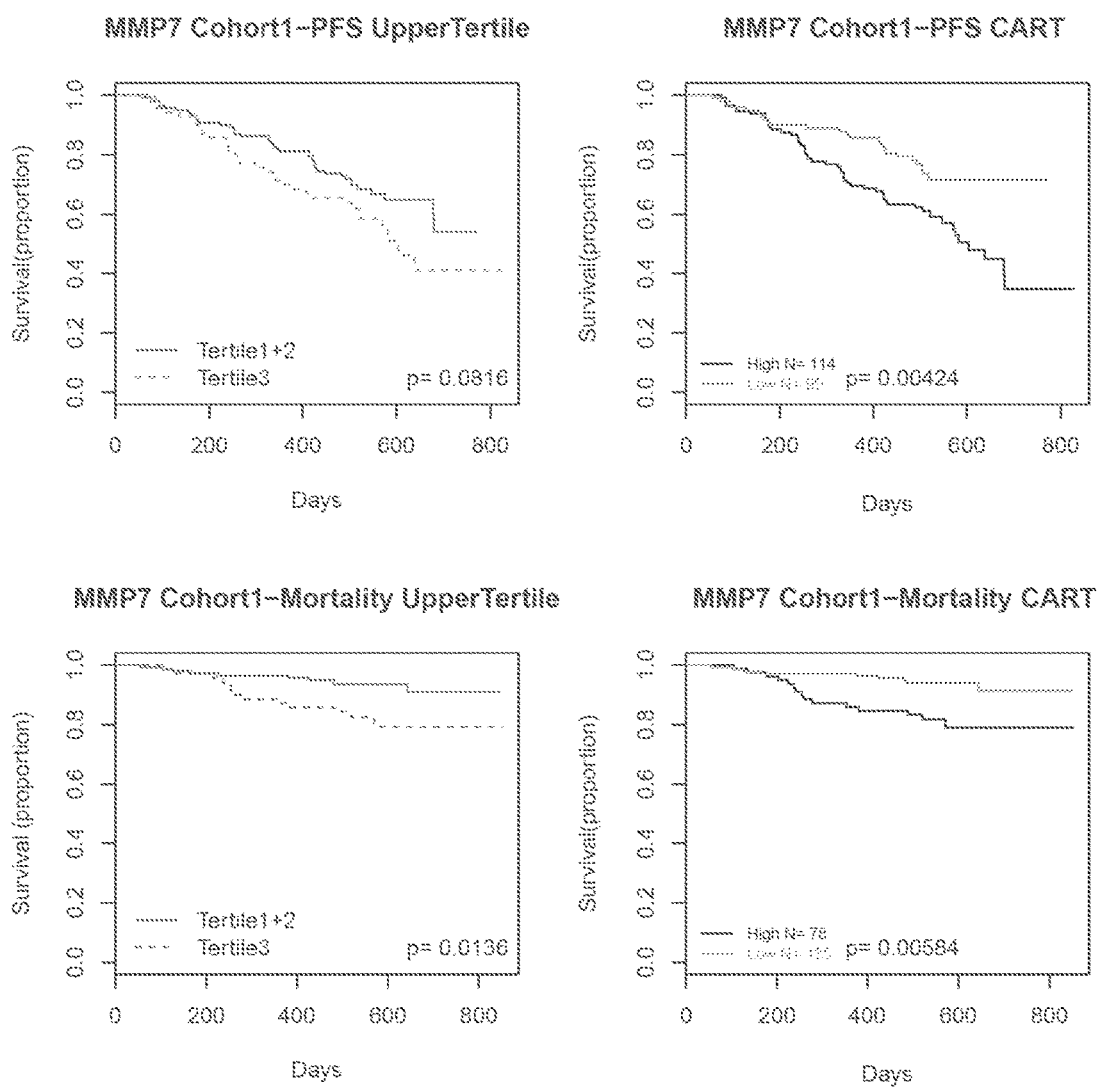 MMP7 Cohort1-PFS UpperTertile
Survival(proportion)
1.0
0.8
0.6
0.4
0.2
0.0
Tertile1+2
Tertile3
p= 0.0816
0 200 400 600 800
Days
MMP7 Cohort1-PFS CART
Survival(proportion)
1.0
0.8
0.6
0.4
0.2
0.0
High N= 114
Low N=
p= 0.00424
0 200 400 600 800
Days
MMP7 Cohort1-Mortality UpperTertile
Survival (proportion)
1.0
0.8
0.6
0.4
0.2
0.0
Tertile1+2
Tertile3
p= 0.0136
0 200 400 600 800
Days
MMP7 Cohort1-Mortality CART
Survival(proportion)
1.0
0.8
0.6
0.4
0.2
0.0
High N= 78
Low N=
p= 0.00584
0 200 400 600 800
Days